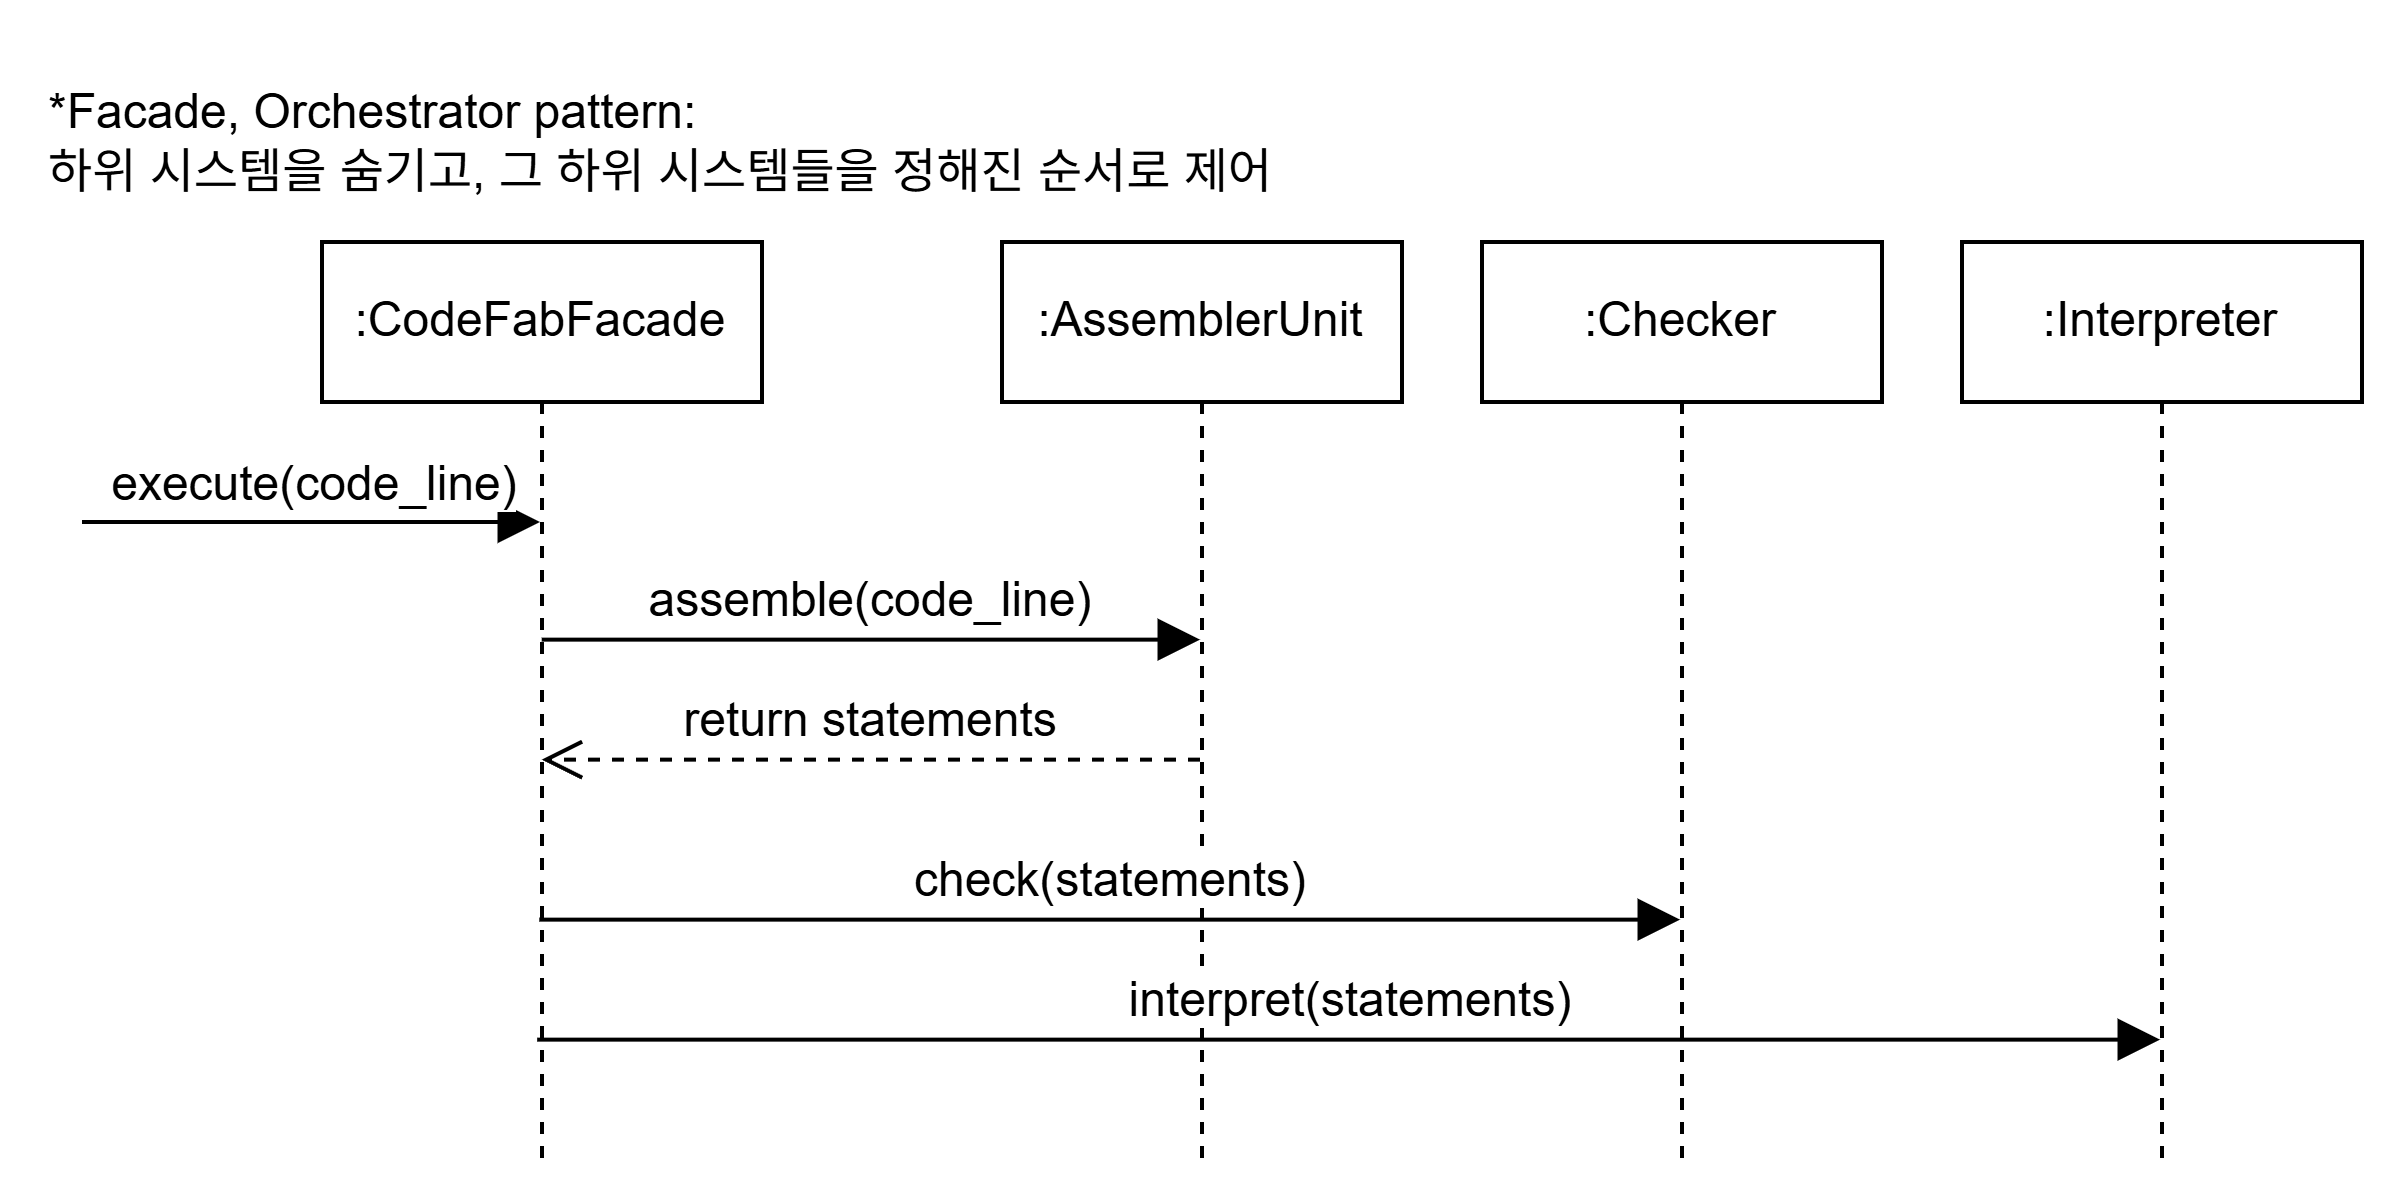 *Facade, Orchestrator pattern:
하위 시스템을 숨기고, 그 하위 시스템들을 정해진 순서로 제어
:CodeFabFacade
:AssemblerUnit
:Checker
:Interpreter
execute(code_line)
assemble(code_line)
return statements
check(statements)
interpret(statements)